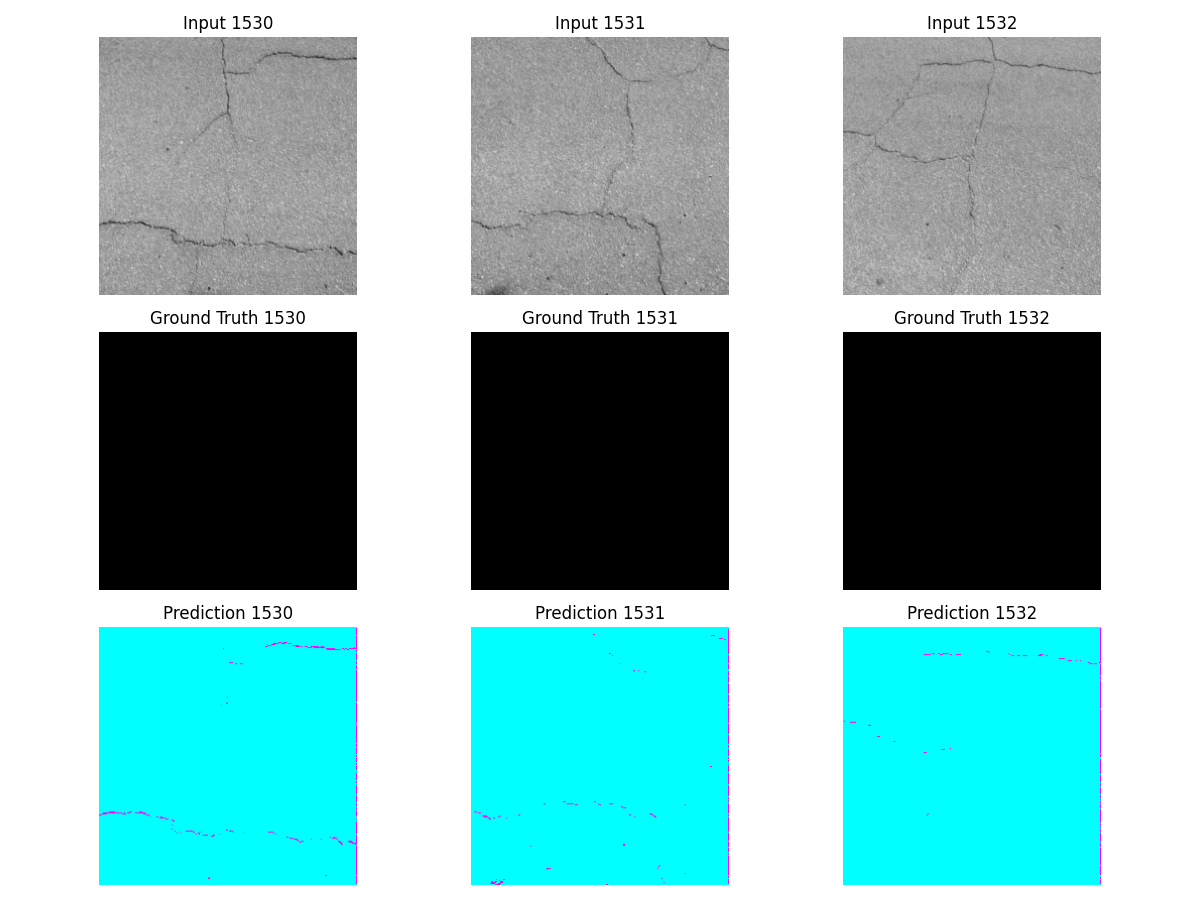 Input 1530
Input 1531
Input 1532
Ground Truth 1530
Ground Truth 1531
Ground Truth 1532
Prediction 1530
Prediction 1531
Prediction 1532